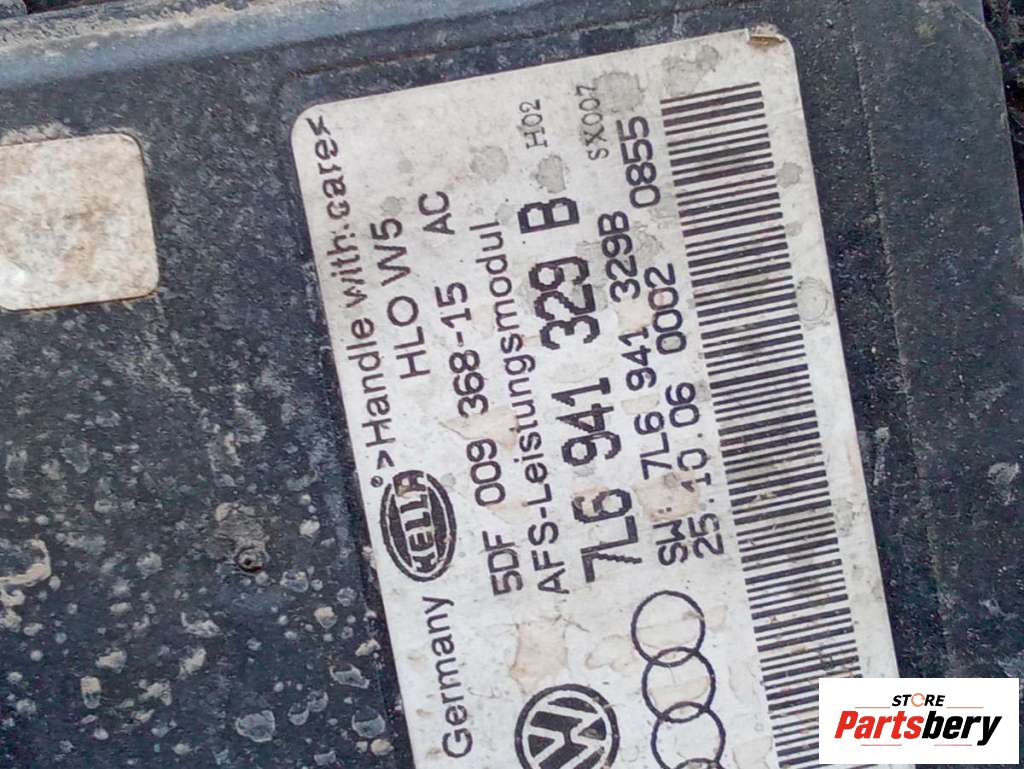 >Handle with care<
HLO W5
Germany HELLA
5DF 009 368-15 AC
AFS-Leistungsmodul
7L6 941 329 B H02
SW: 7L6 941 329B SX007
25.10.06 0002 0855
STORE
Partsbery